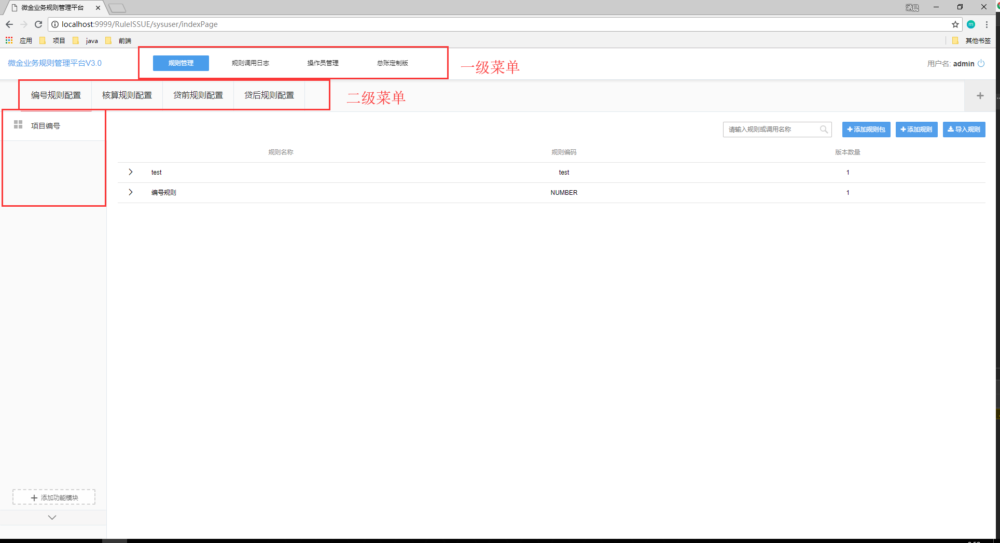 微金业务规则管理平台
涵晨
localhost:9999/RuleISSUE/sysuser/indexPage
m
应用 项目 java 前端 其他书签
微金业务规则管理平台V3.0 规则管理 规则调用日志 操作员管理 总账定制版 一级菜单 用户名: admin
编号规则配置 核算规则配置 贷前规则配置 贷后规则配置 二级菜单
项目编号
请输入规则或调用名称 添加规则包 添加规则 导入规则
规则名称 规则编码 版本数量
test test 1
编号规则 NUMBER 1
添加功能模块